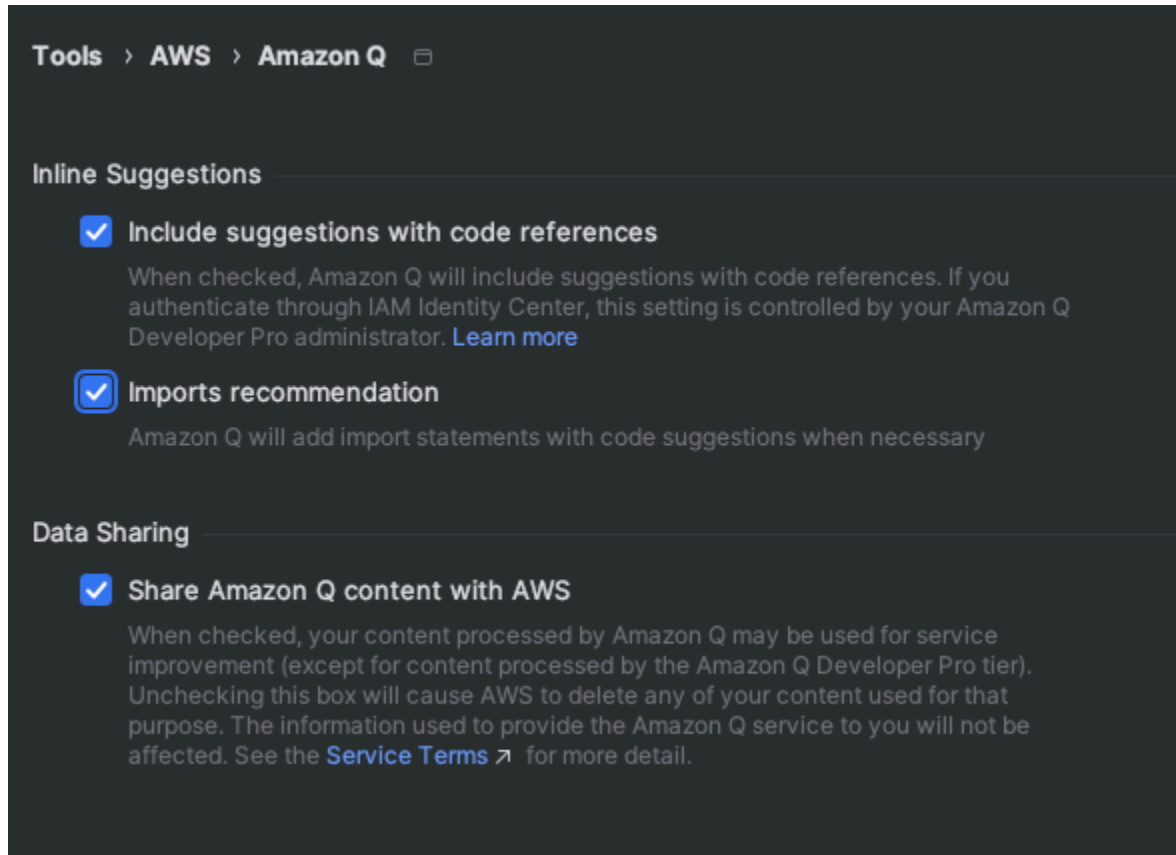 Tools › AWS › Amazon Q
Inline Suggestions
Include suggestions with code references
When checked, Amazon Q will include suggestions with code references. If you
authenticate through IAM Identity Center, this setting is controlled by your Amazon Q
Developer Pro administrator. Learn more
Imports recommendation
Amazon Q will add import statements with code suggestions when necessary
Data Sharing
Share Amazon Q content with AWS
When checked, your content processed by Amazon Q may be used for service
improvement (except for content processed by the Amazon Q Developer Pro tier).
Unchecking this box will cause AWS to delete any of your content used for that
purpose. The information used to provide the Amazon Q service to you will not be
affected. See the Service Terms ↗ for more detail.